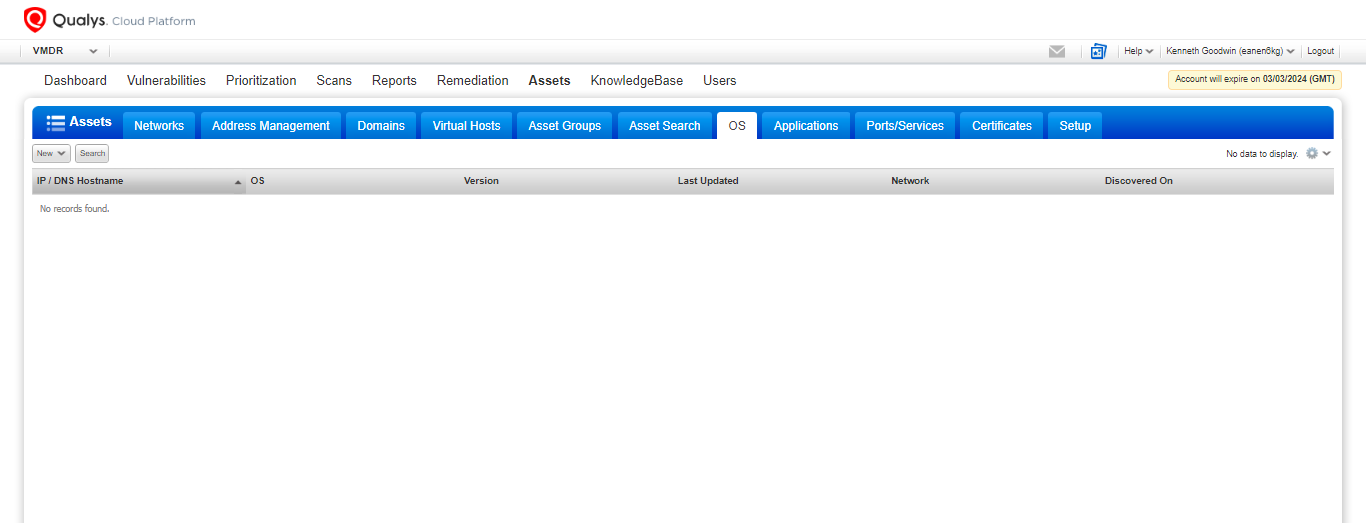 Qualys. Cloud Platform
VMDR
Help
Kenneth Goodwin (eanen6kg)
Logout
Dashboard Vulnerabilities Prioritization Scans Reports Remediation Assets KnowledgeBase Users
Account will expire on 03/03/2024 (GMT)
Assets Networks Address Management Domains Virtual Hosts Asset Groups Asset Search OS Applications Ports/Services Certificates Setup
New Search No data to display.
IP / DNS Hostname OS Version Last Updated Network Discovered On
No records found.